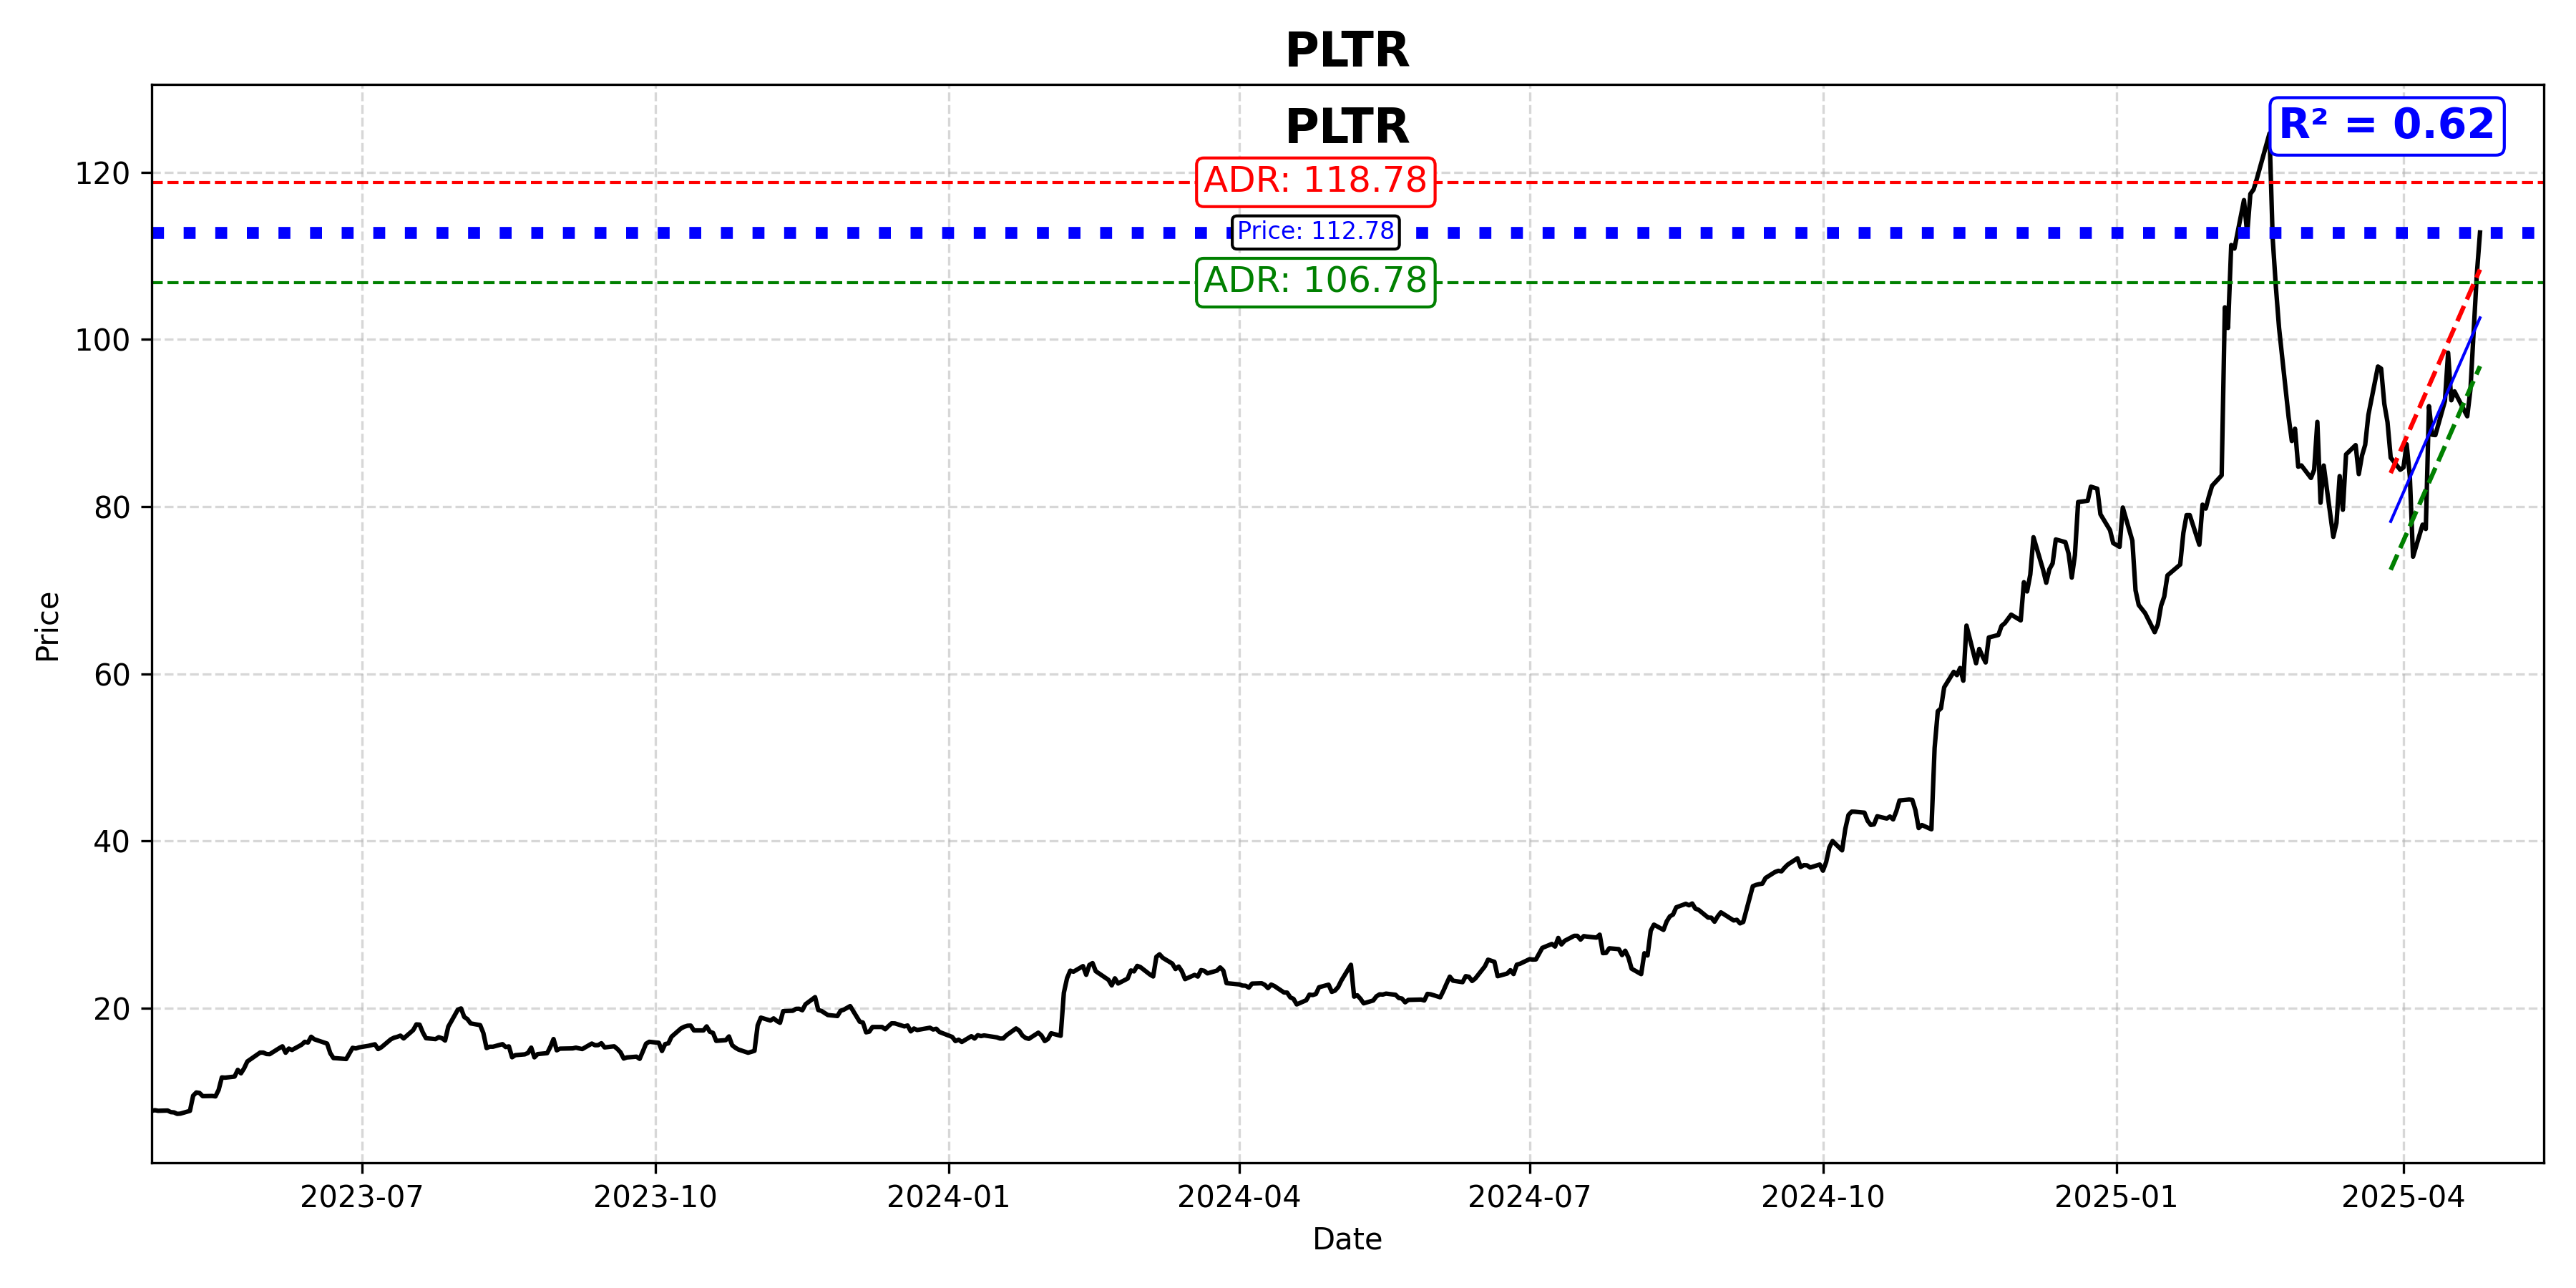 PLTR
PLTR
R² = 0.62
ADR: 118.78
Price: 112.78
ADR: 106.78
120
100
80
60
40
20
Price
2023-07
2023-10
2024-01
2024-04
2024-07
2024-10
2025-01
2025-04
Date